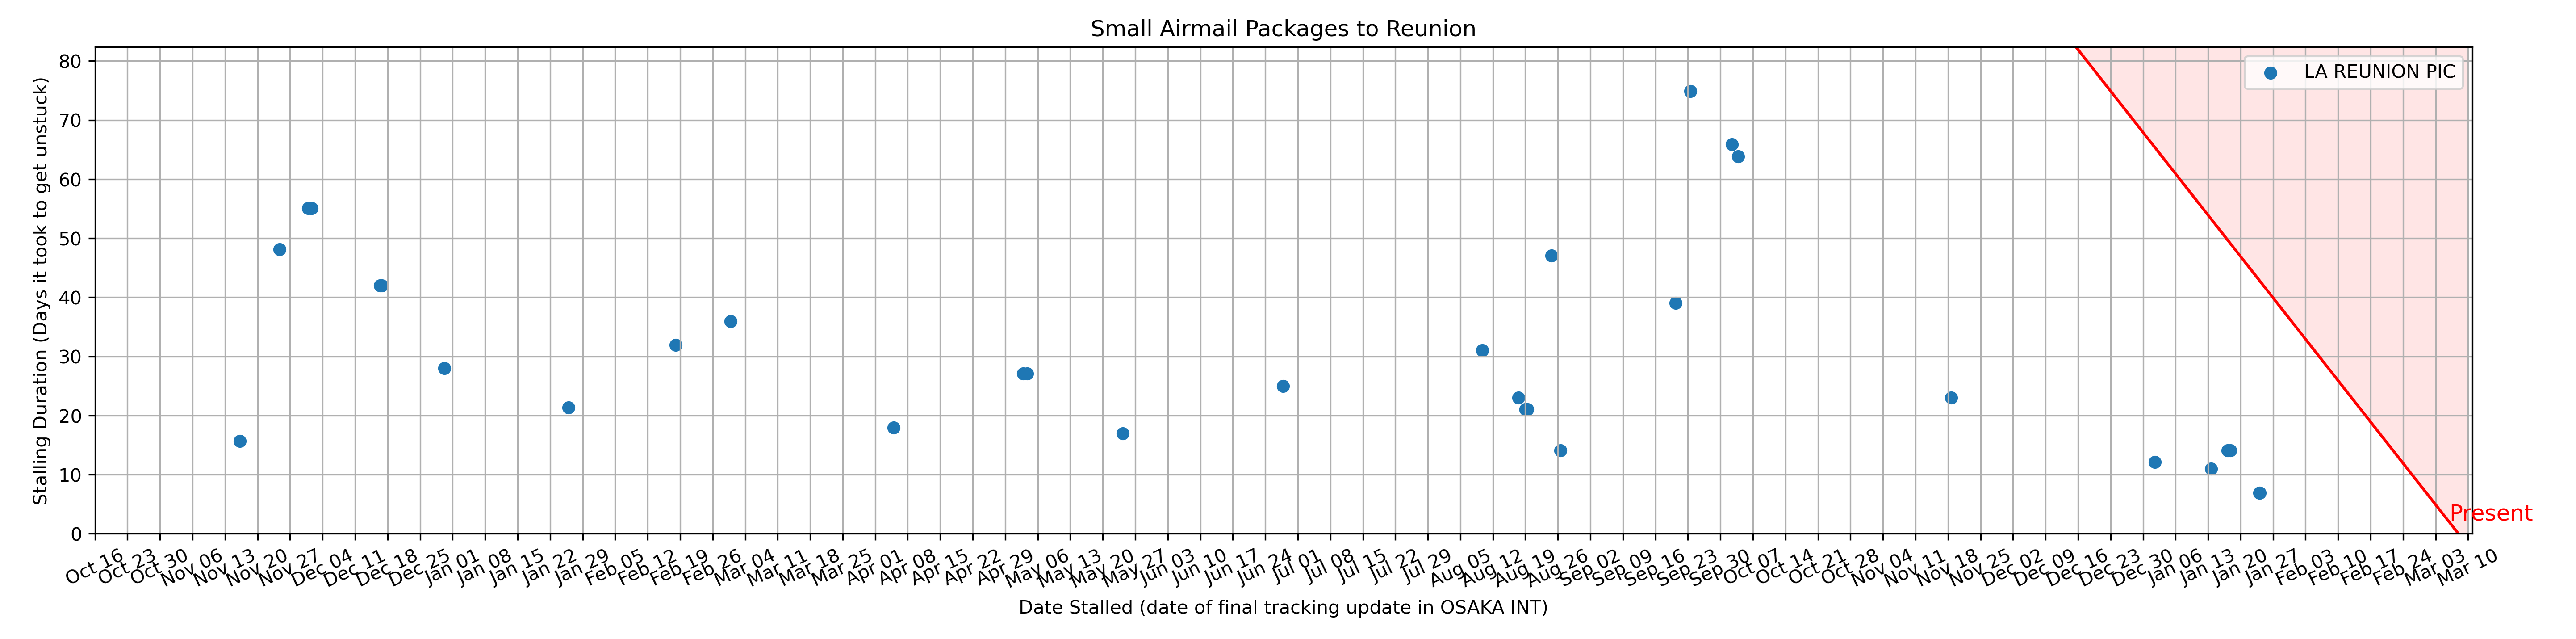 Small Airmail Packages to Reunion
LA REUNION PIC
Stalling Duration (Days iit took to get unstuck)
80
70
60
50
40
30
20
10
0
Present
Oct 16
Oct 23
Oct 30
Nov 06
Nov 13
Nov 20
Nov 27
Dec 04
Dec 11
Dec 18
Dec 25
Jan 01
Jan 08
Jan 15
Jan 22
Jan 29
Feb 05
Feb 12
Feb 19
Feb 26
Mar 04
Mar 11
Mar 18
Mar 25
Apr 01
Apr 08
Apr 15
Apr 22
Apr 29
May 06
May 13
May 20
May 27
Jun 03
Jun 10
Jun 17
Jun 24
Jul 01
Jul 08
Jul 15
Jul 22
Jul 29
Aug 05
Aug 12
Aug 19
Aug 26
Sep 02
Sep 09
Sep 16
Sep 23
Sep 30
Oct 07
Oct 14
Oct 21
Oct 28
Nov 04
Nov 11
Nov 18
Nov 25
Dec 02
Dec 09
Dec 16
Dec 23
Dec 30
Jan 06
Jan 13
Jan 20
Jan 27
Feb 03
Feb 10
Feb 17
Feb 24
Mar 03
Mar 10
Date Stalled (date of final tracking update in OSAKA INT)